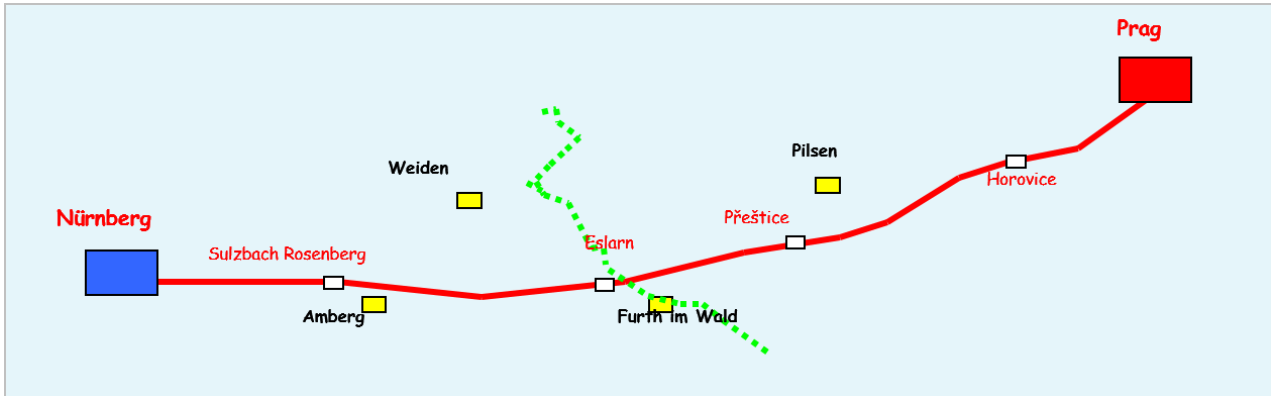 Prag
Pilsen
Weiden
Horovice
Nürnberg
Přeštice
Eslarn
Sulzbach Rosenberg
Amberg
Furth im Wald